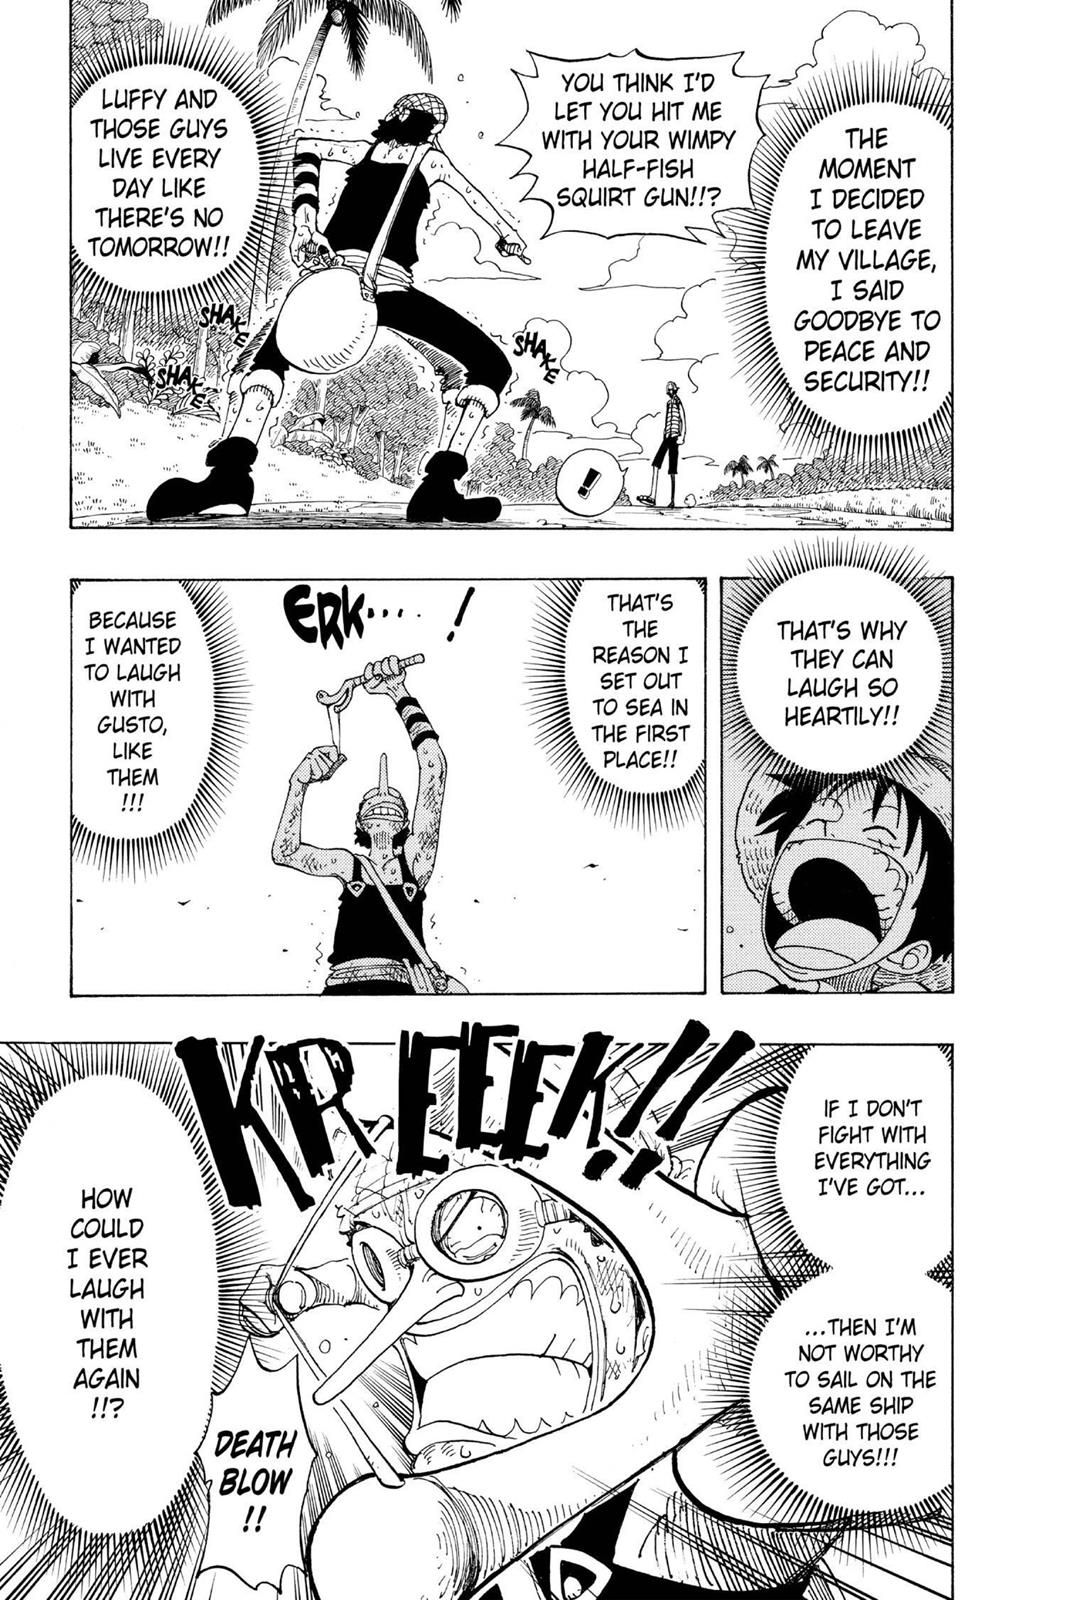 THE
MOMENT
I DECIDED
TO LEAVE
MY VILLAGE,
I SAID
GOODBYE TO
PEACE AND
SECURITY!!
YOU THINK I'D
LET YOU HIT ME
WITH YOUR WIMPY
HALF-FISH
SQUIRT GUN!!?
LUFFY AND
THOSE GUYS
LIVE EVERY
DAY LIKE
THERE'S NO
TOMORROW!!
SHAKE
SHAKE
SHAKE
!
THAT'S WHY
THEY CAN
LAUGH SO
HEARTILY!!
THAT'S
THE
REASON I
SET OUT
TO SEA IN
THE FIRST
PLACE!!
ERK.....!
BECAUSE
I WANTED
TO LAUGH
WITH
GUSTO,
LIKE
THEM
!!!
KRREEEEK!!
IF I DON'T
FIGHT WITH
EVERYTHING
I'VE GOT...
...THEN I'M
NOT WORTHY
TO SAIL ON THE
SAME SHIP
WITH THOSE
GUYS!!!
HOW
COULD
I EVER
LAUGH
WITH
THEM
AGAIN
!!?
DEATH
BLOW
!!